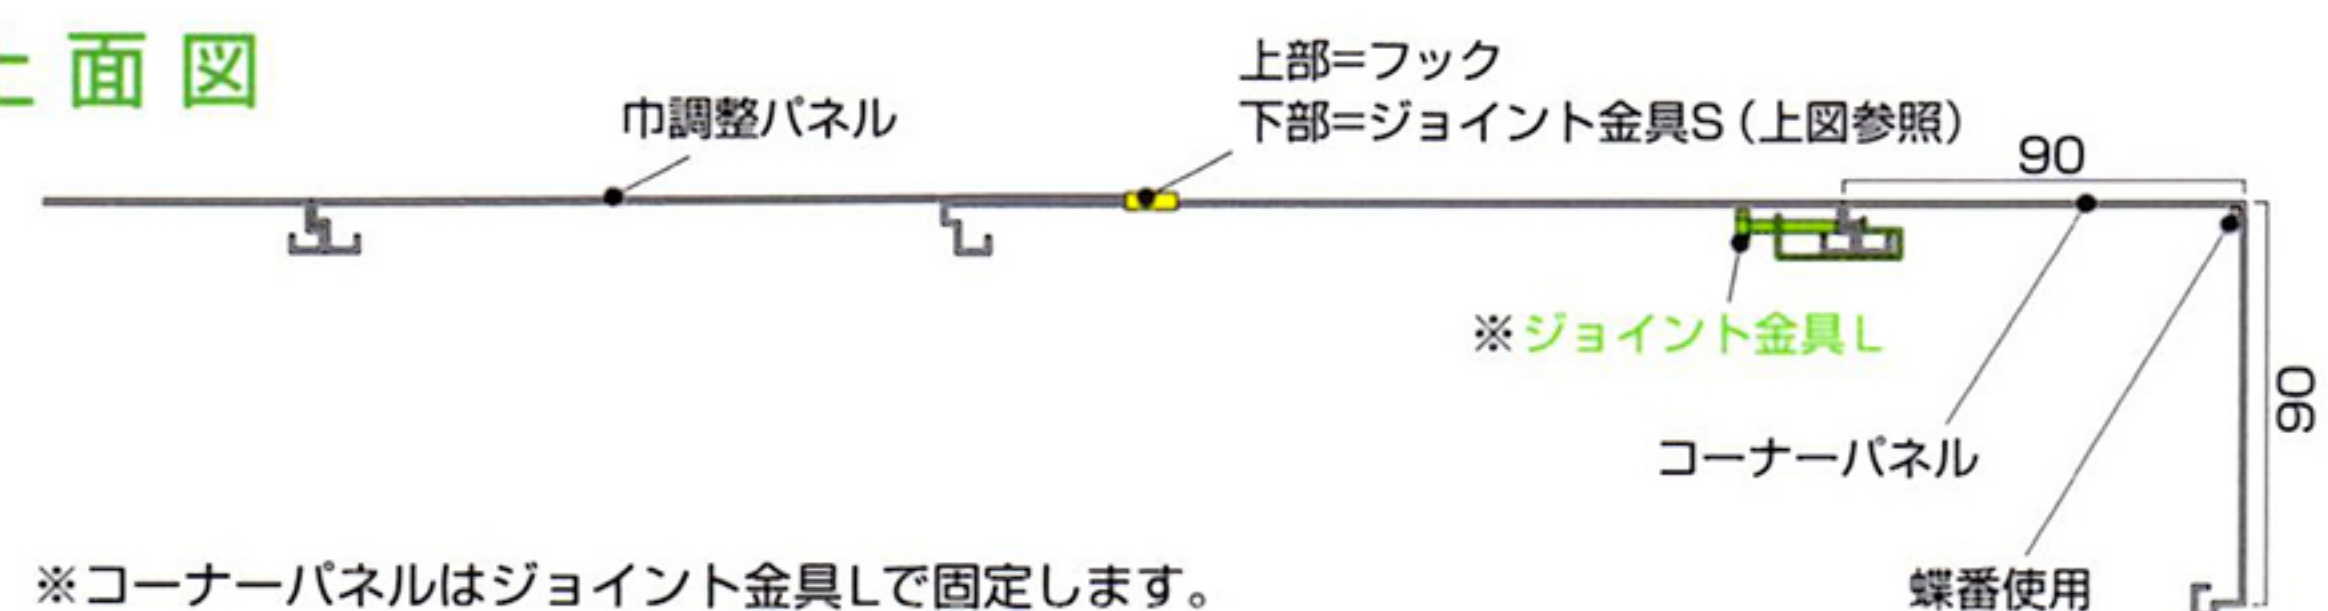 上面図
上部=フック
巾調整パネル
下部=ジョイント金具S(上図参照)
90
※ジョイント金具L
90
コーナーパネル
※コーナーパネルはジョイント金具Lで固定します。
蝶番使用